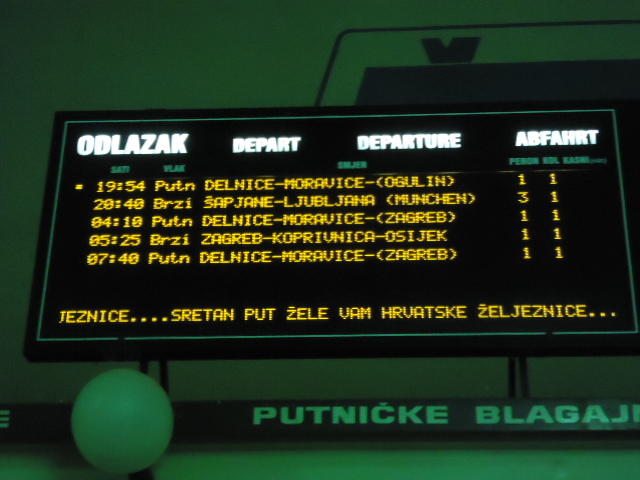 ODLAZAK DEPART DEPARTURE ABFAHRT
SATI VLAK SMJER PERON KOL KASNI
19:54 Putn DELNICE-MORAVICE-(OGULIN) 1 1
20:40 Brzi ŠAPJANE-LJUBLJANA (MUNCHEN) 3 1
04:10 Putn DELNICE-MORAVICE-(ZAGREB) 1 1
05:25 Brzi ZAGREB-KOPRIVNICA-OSIJEK 1 1
07:40 Putn DELNICE-MORAVICE-(ZAGREB) 1 1
JEZNICE....SRETAN PUT ŽELE VAM HRVATSKE ŽELJEZNICE...
E PUTNIČKE BLAGAJN